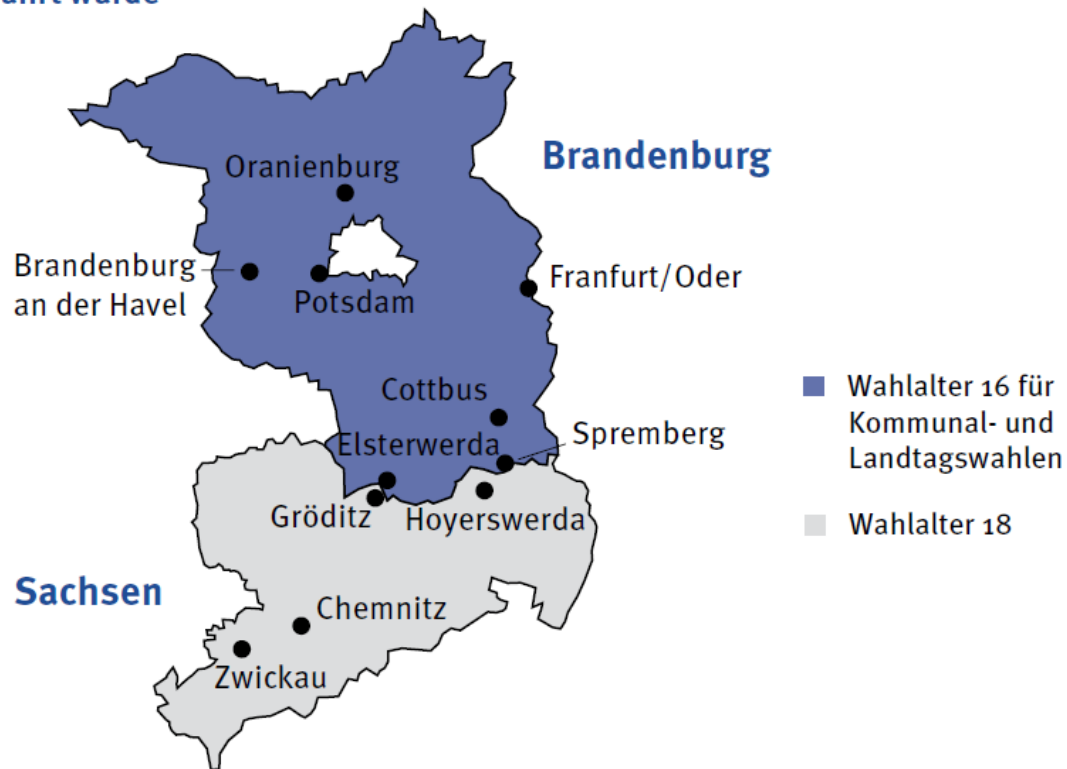 wurde
Oranienburg
Brandenburg
Brandenburg
an der Havel
Potsdam
Franfurt/Oder
Cottbus
Elsterwerda
Spremberg
Gröditz
Hoyerswerda
Sachsen
Chemnitz
Zwickau
Wahlalter 16 für
Kommunal- und
Landtagswahlen
Wahlalter 18